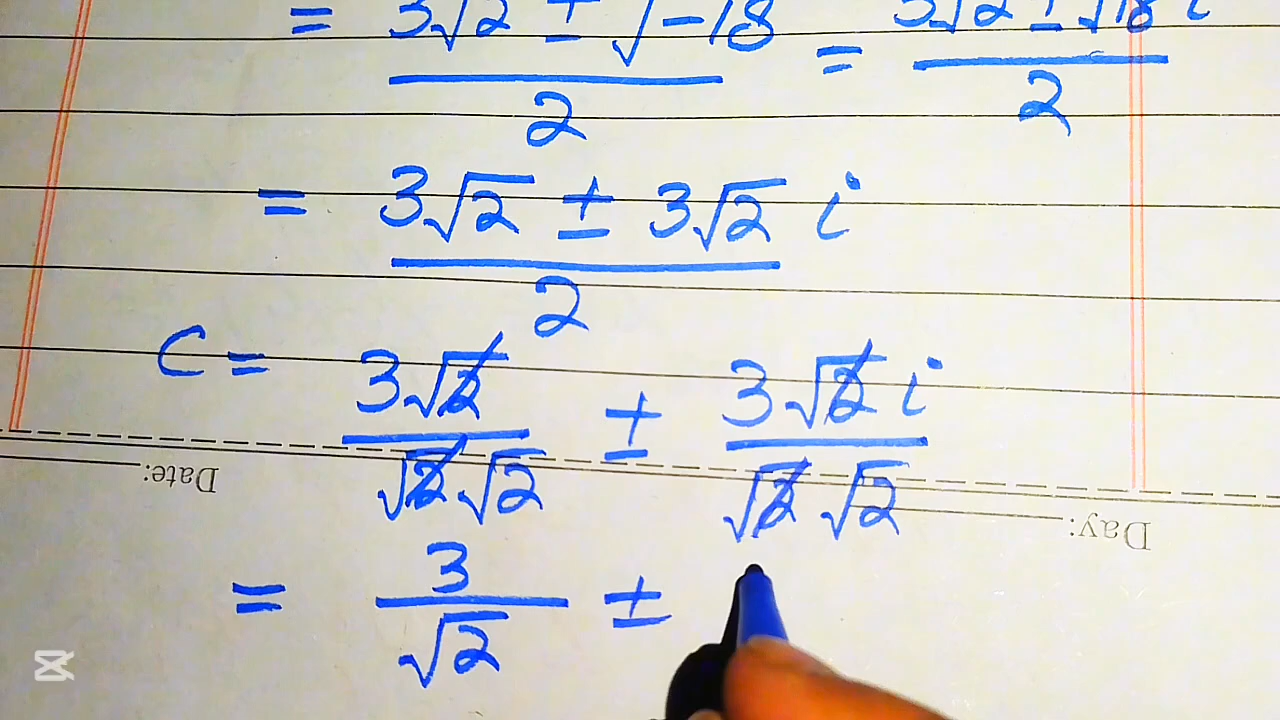 = 3√2 ± √-18 / 2 = 3√2 ± √18 i / 2
= 3√2 ± 3√2 i / 2
C = 3√2 / √2 √2 ± 3√2 i / √2 √2
Date: Day:
= 3 / √2 ±